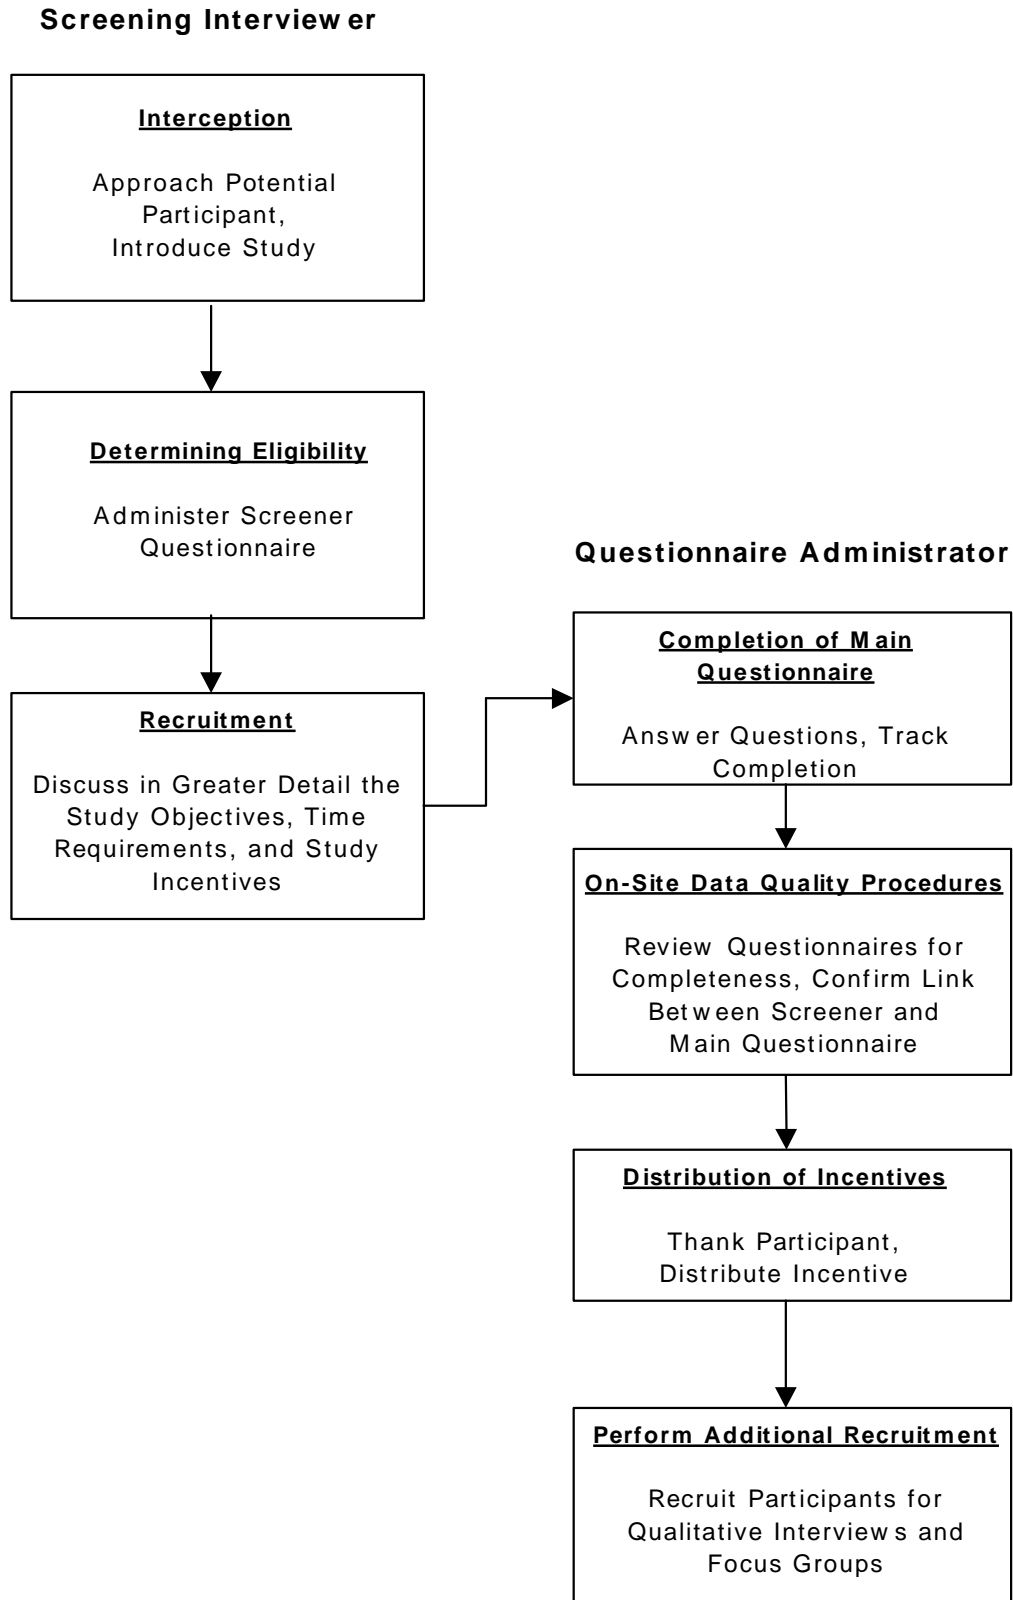 Screening Interviewer
Interception
Approach Potential
Participant,
Introduce Study
Determining Eligibility
Administer Screener
Questionnaire
Recruitment
Discuss in Greater Detail the
Study Objectives, Time
Requirements, and Study
Incentives
Questionnaire Administrator
Completion of Main
Questionnaire
Answer Questions, Track
Completion
On-Site Data Quality Procedures
Review Questionnaires for
Completeness, Confirm Link
Between Screener and
Main Questionnaire
Distribution of Incentives
Thank Participant,
Distribute Incentive
Perform Additional Recruitment
Recruit Participants for
Qualitative Interviews and
Focus Groups